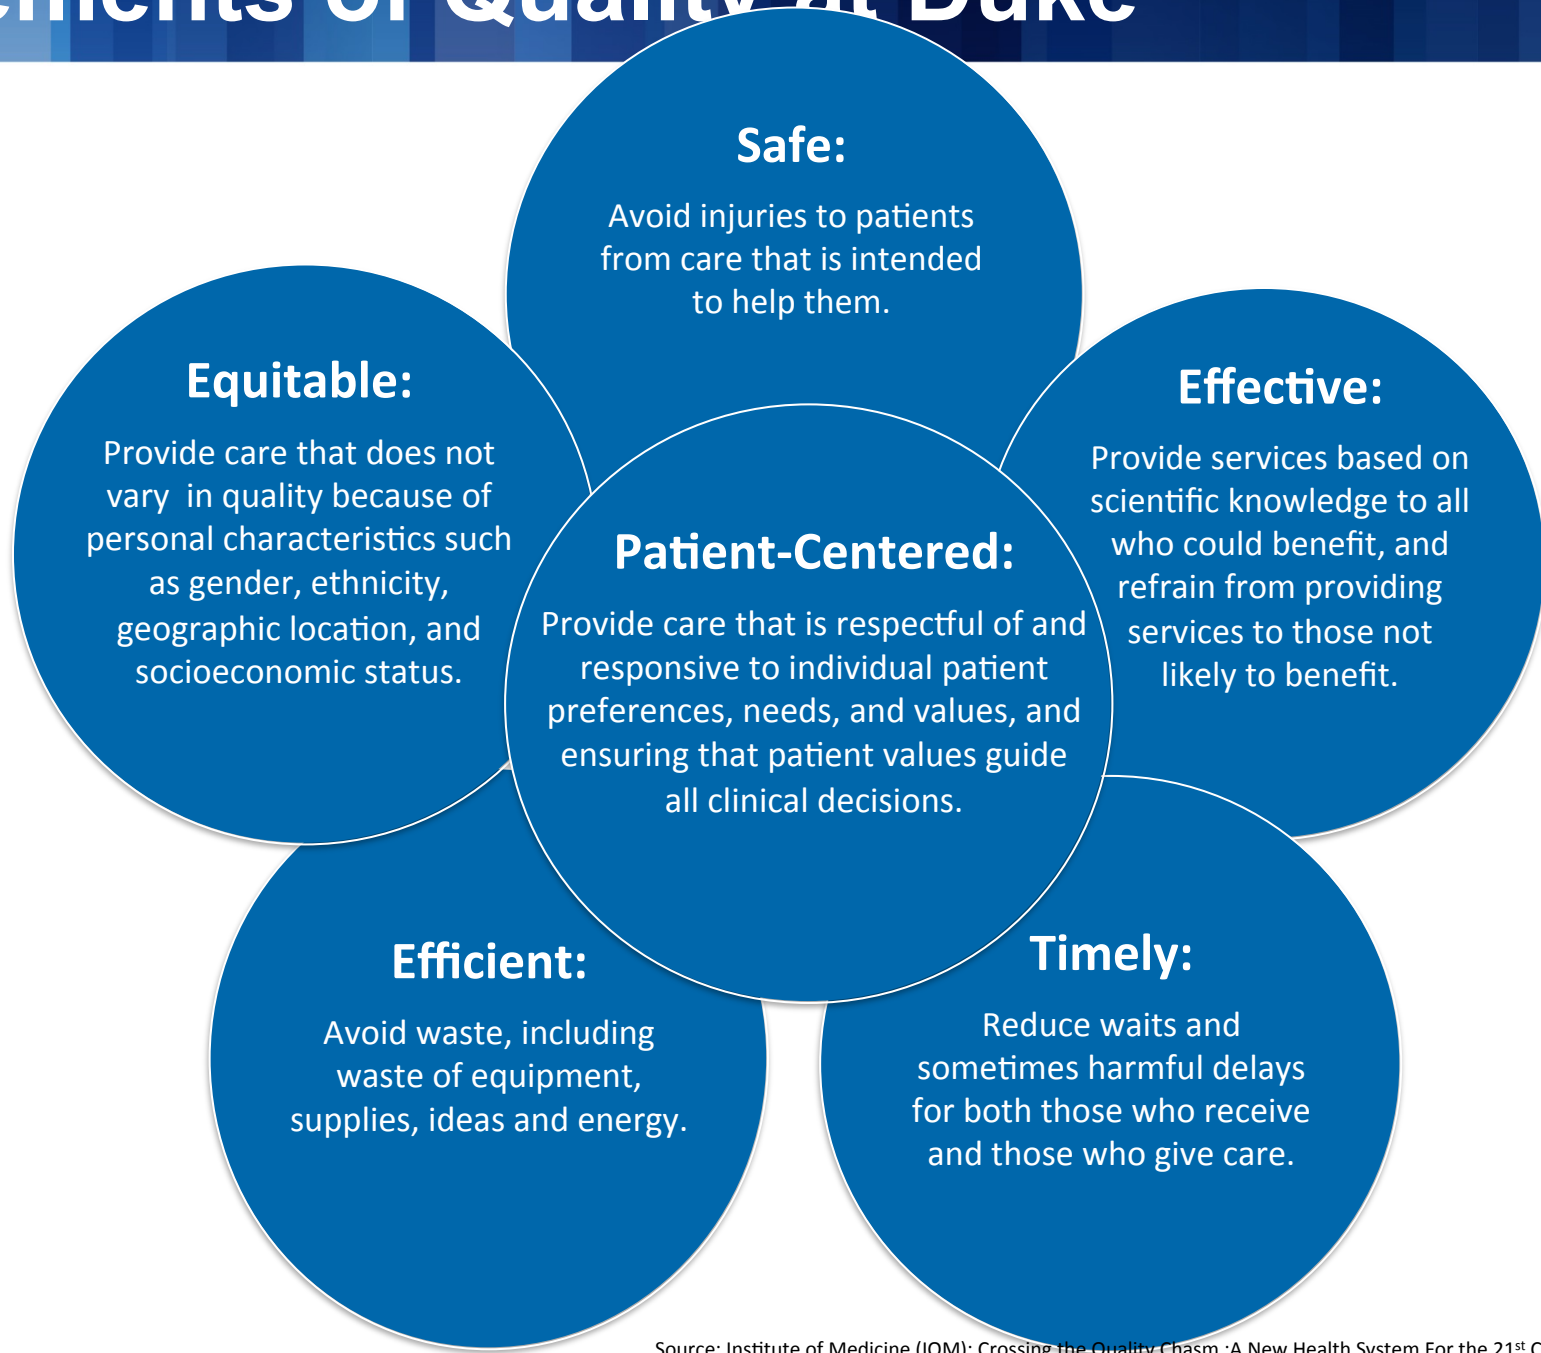 of Quality at Duke
Safe:
Avoid injuries to patients
from care that is intended
to help them.
Equitable:
Provide care that does not
vary  in quality because of
personal characteristics such
as gender, ethnicity,
geographic location, and
socioeconomic status.
Effective:
Provide services based on
scientific knowledge to all
who could benefit, and
refrain from providing
services to those not
likely to benefit.
Patient-Centered:
Provide care that is respectful of and
responsive to individual patient
preferences, needs, and values, and
ensuring that patient values guide
all clinical decisions.
Efficient:
Avoid waste, including
waste of equipment,
supplies, ideas and energy.
Timely:
Reduce waits and
sometimes harmful delays
for both those who receive
and those who give care.
Source: Institute of Medicine (IOM): Crossing the Quality Chasm :A New Health System For the 21st C